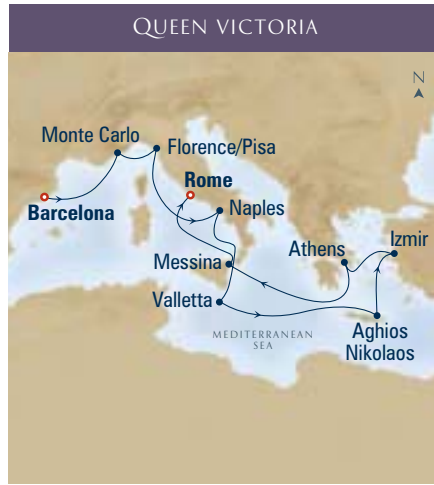 QUEEN VICTORIA
N
Monte Carlo
Florence/Pisa
Rome
Barcelona
Naples
Athens
Izmir
Messina
Valletta
MEDITERRANEAN
SEA
Aghios
Nikolaos